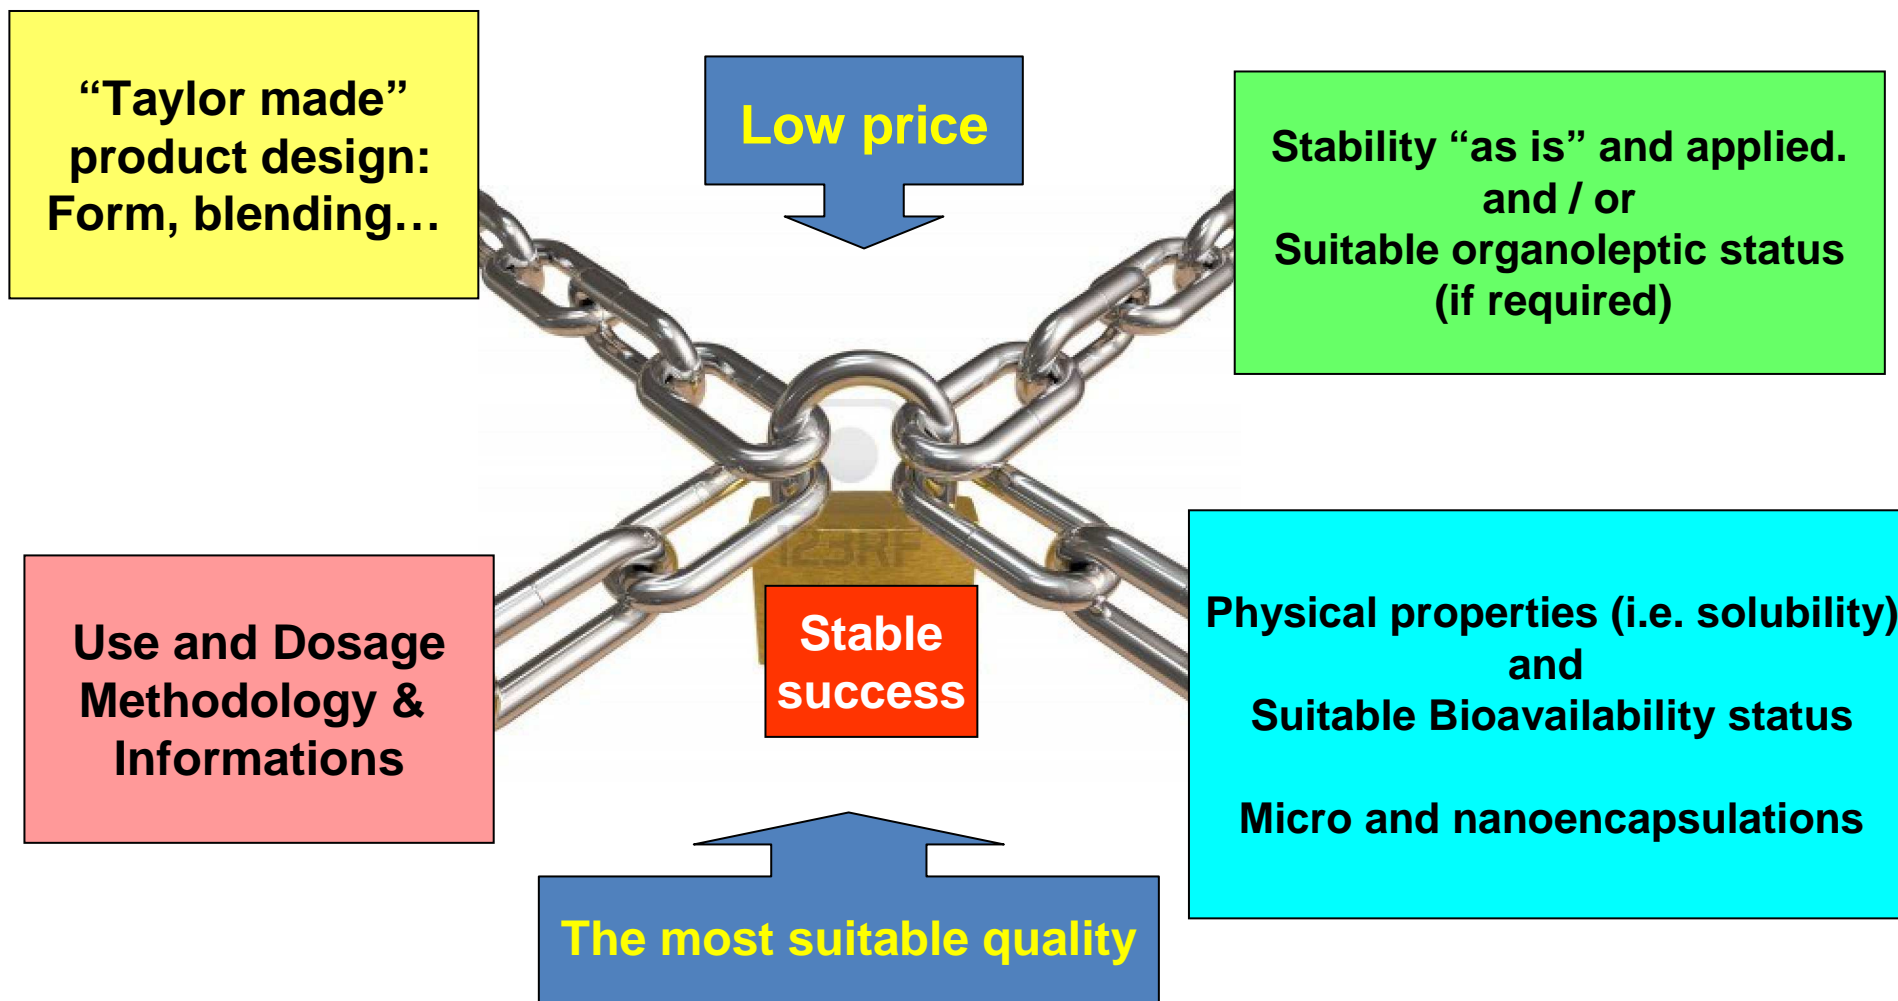 “Taylor made”
product design:
Form, blending…
Low price
Stability “as is” and applied.
and / or
Suitable organoleptic status
(if required)
123RF
Stable
success
Use and Dosage
Methodology &
Informations
Physical properties (i.e. solubility)
and
Suitable Bioavailability status
Micro and nanoencapsulations
The most suitable quality